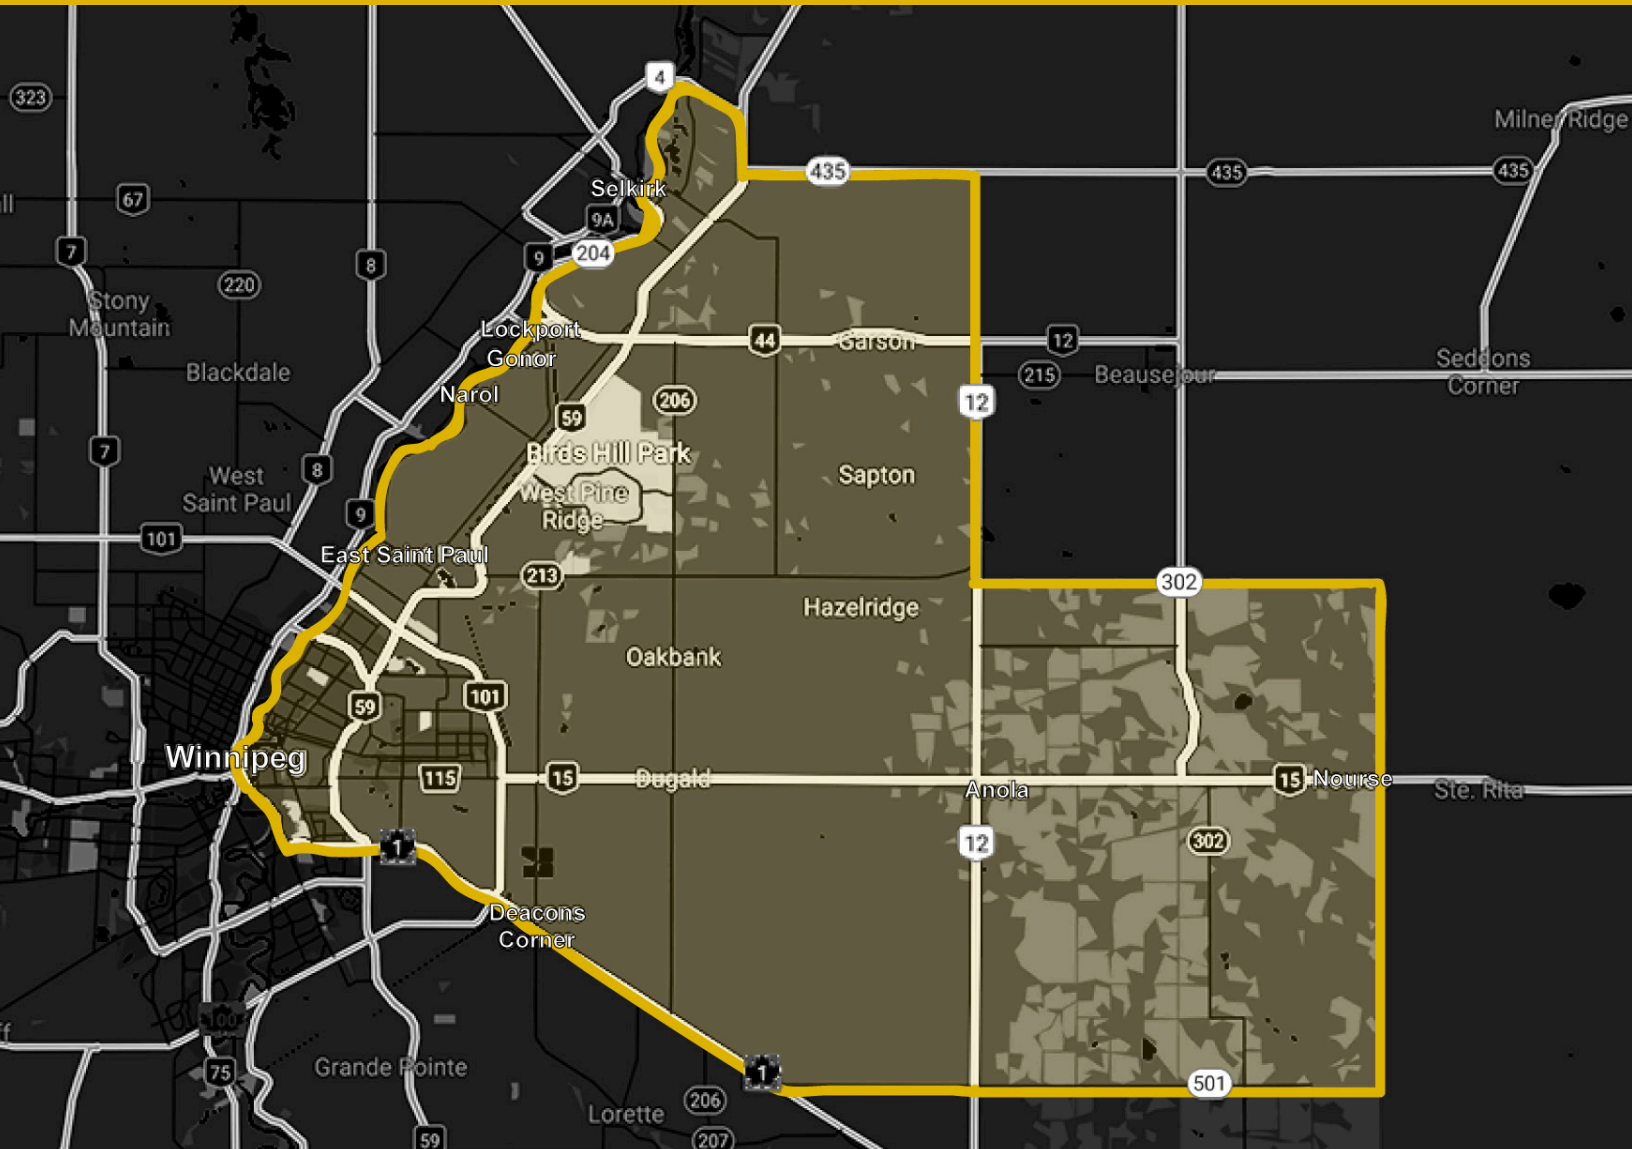 4
323
Milner Ridge
435
435
435
Selkirk
67
ll
9A
7
204
9
8
220
Stony
Mountain
Lockport
44
Garson
12
Gonor
Seddons
Corner
Blackdale
215
Beausejour
Narol
206
12
59
7
Birds Hill Park
8
West
Saint Paul
Sapton
West Pine
Ridge
9
101
East Saint Paul
213
302
Hazelridge
Oakbank
101
59
Winnipeg
115
15
Dugald
15
Nourse
Anola
Ste. Rita
1
12
302
Deacons
Corner
100
f
75
Grande Pointe
1
501
206
Lorette
59
207